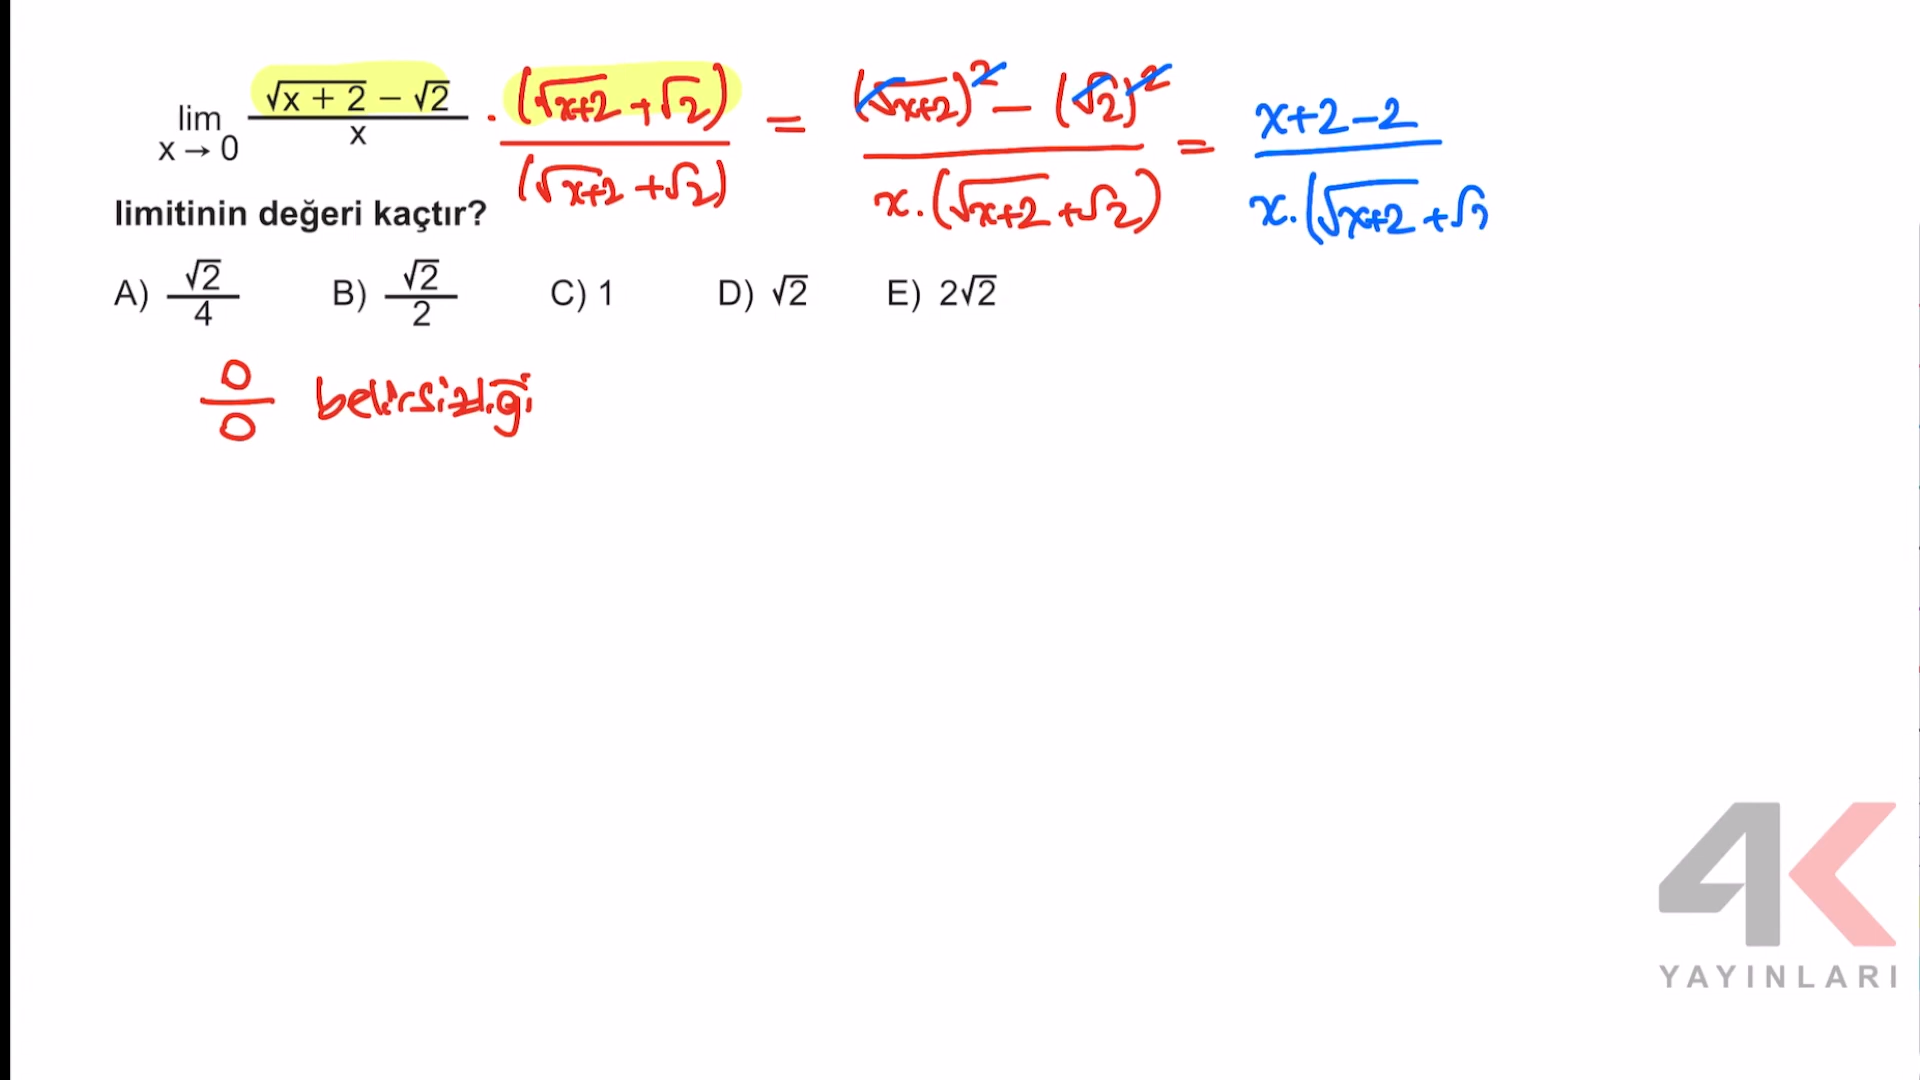 lim x → 0 (√x + 2 − √2)/x · (√x+2 + √2)/(√x+2 + √2) = ((√x+2)² − (√2)²)/(x.(√x+2 + √2)) = (x+2−2)/(x.(√x+2 + √2
limitinin değeri kaçtır?
A) √2/4 B) √2/2 C) 1 D) √2 E) 2√2
0/0 belirsizliği
4K
YAYINLARI